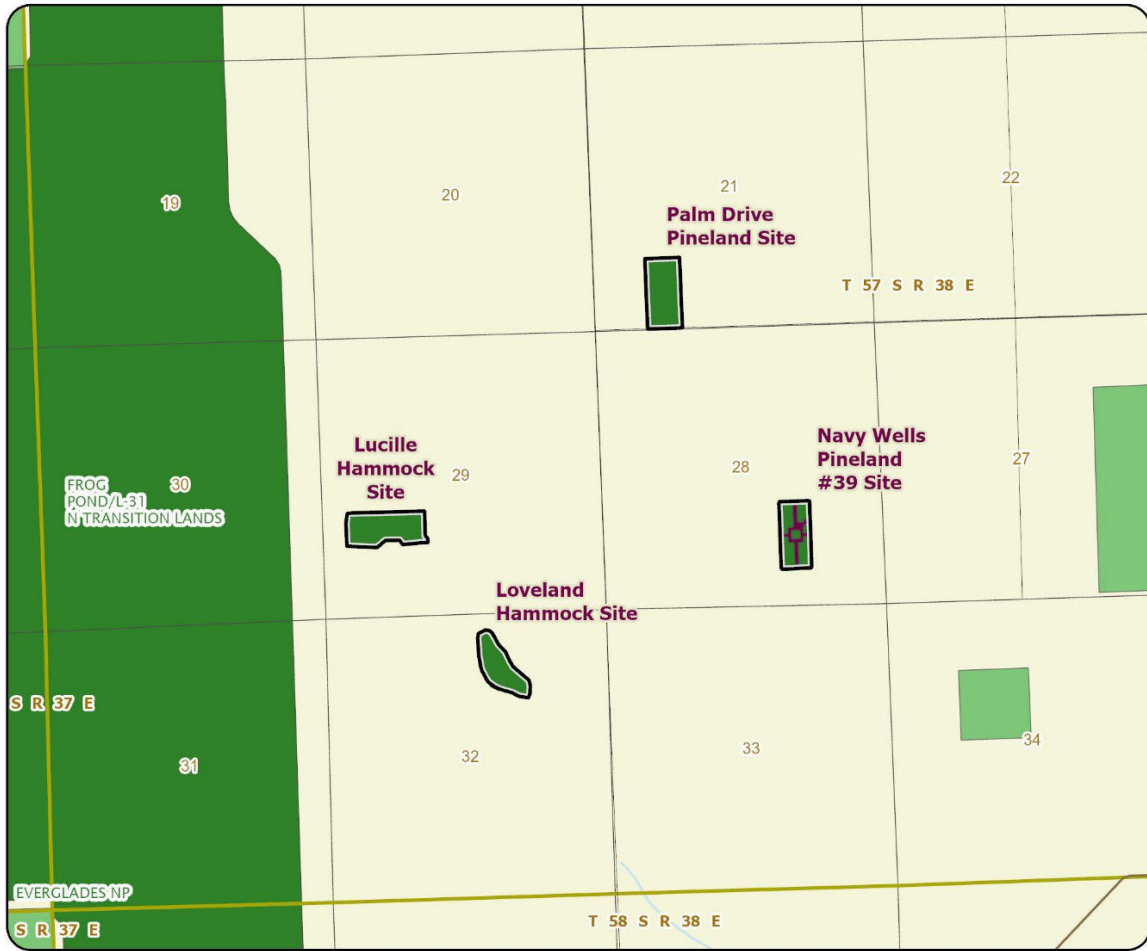 19
20
21
22
Palm Drive
Pineland Site
T 57 S R 38 E
Lucille
Hammock
Site
29
28
Navy Wells
Pineland
#39 Site
27
30
FROG
POND/L-31
N TRANSITION LANDS
Loveland
Hammock Site
S R 37 E
31
32
33
34
EVERGLADES NP
S R 37 E
T 58 S R 38 E